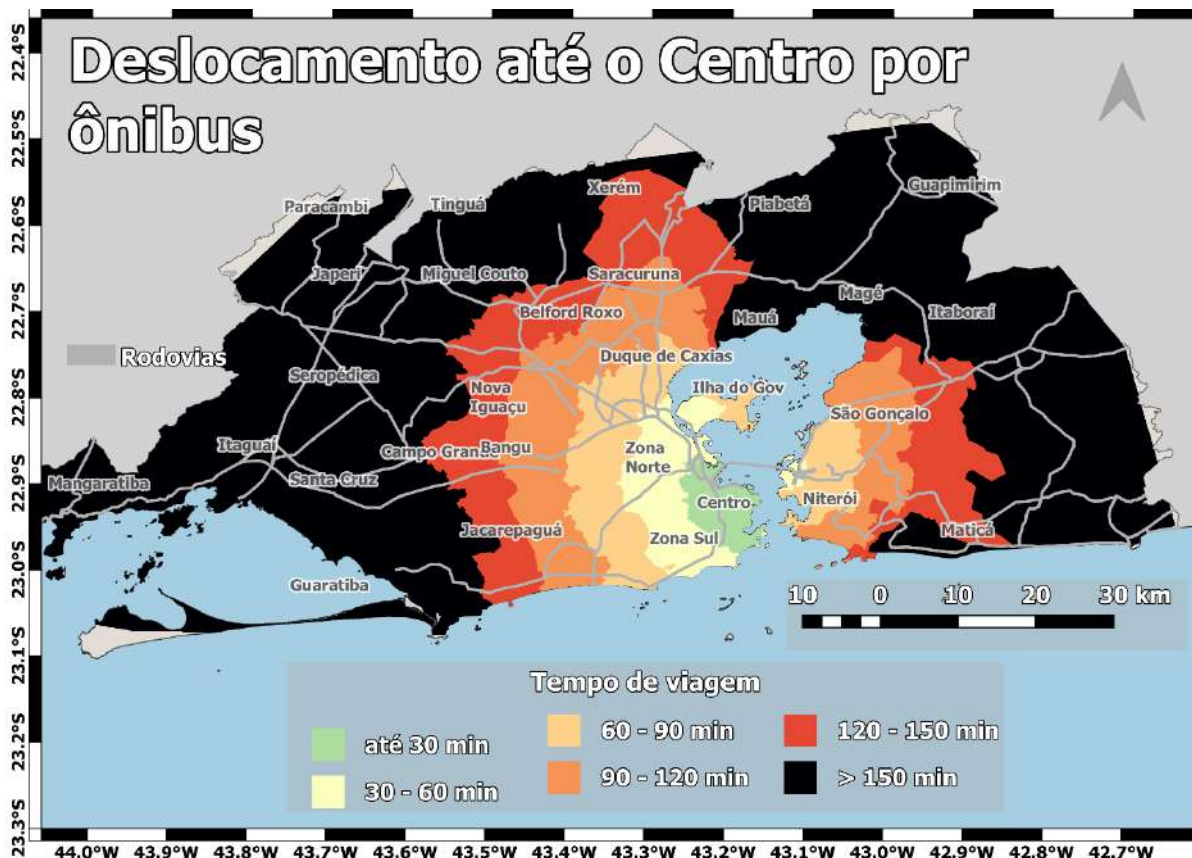 Deslocamento até o Centro por
ônibus
22.4°S
22.5°S
22.6°S
22.7°S
22.8°S
22.9°S
23.0°S
23.1°S
23.2°S
23.3°S
Xerém
Guapimirim
Paracambi
Tinguá
Piabetá
Japeri
Miguel Couto
Saracuruna
Magé
Itaboraí
Belford Roxo
Mauá
Rodovias
Duque de Caxias
Seropédica
Nova
Iguaçu
Ilha do Gov
São Gonçalo
Itaguaí
Campo Grande
Bangu
Zona
Norte
Mangaratiba
Santa Cruz
Centro
Niterói
Jacarepaguá
Zona Sul
Maticá
Guaratiba
10 0 10 20 30 km
Tempo de viagem
até 30 min
30 - 60 min
60 - 90 min
90 - 120 min
120 - 150 min
> 150 min
44.0°W 43.9°W 43.8°W 43.7°W 43.6°W 43.5°W 43.4°W 43.3°W 43.2°W 43.1°W 43.0°W 42.9°W 42.8°W 42.7°W